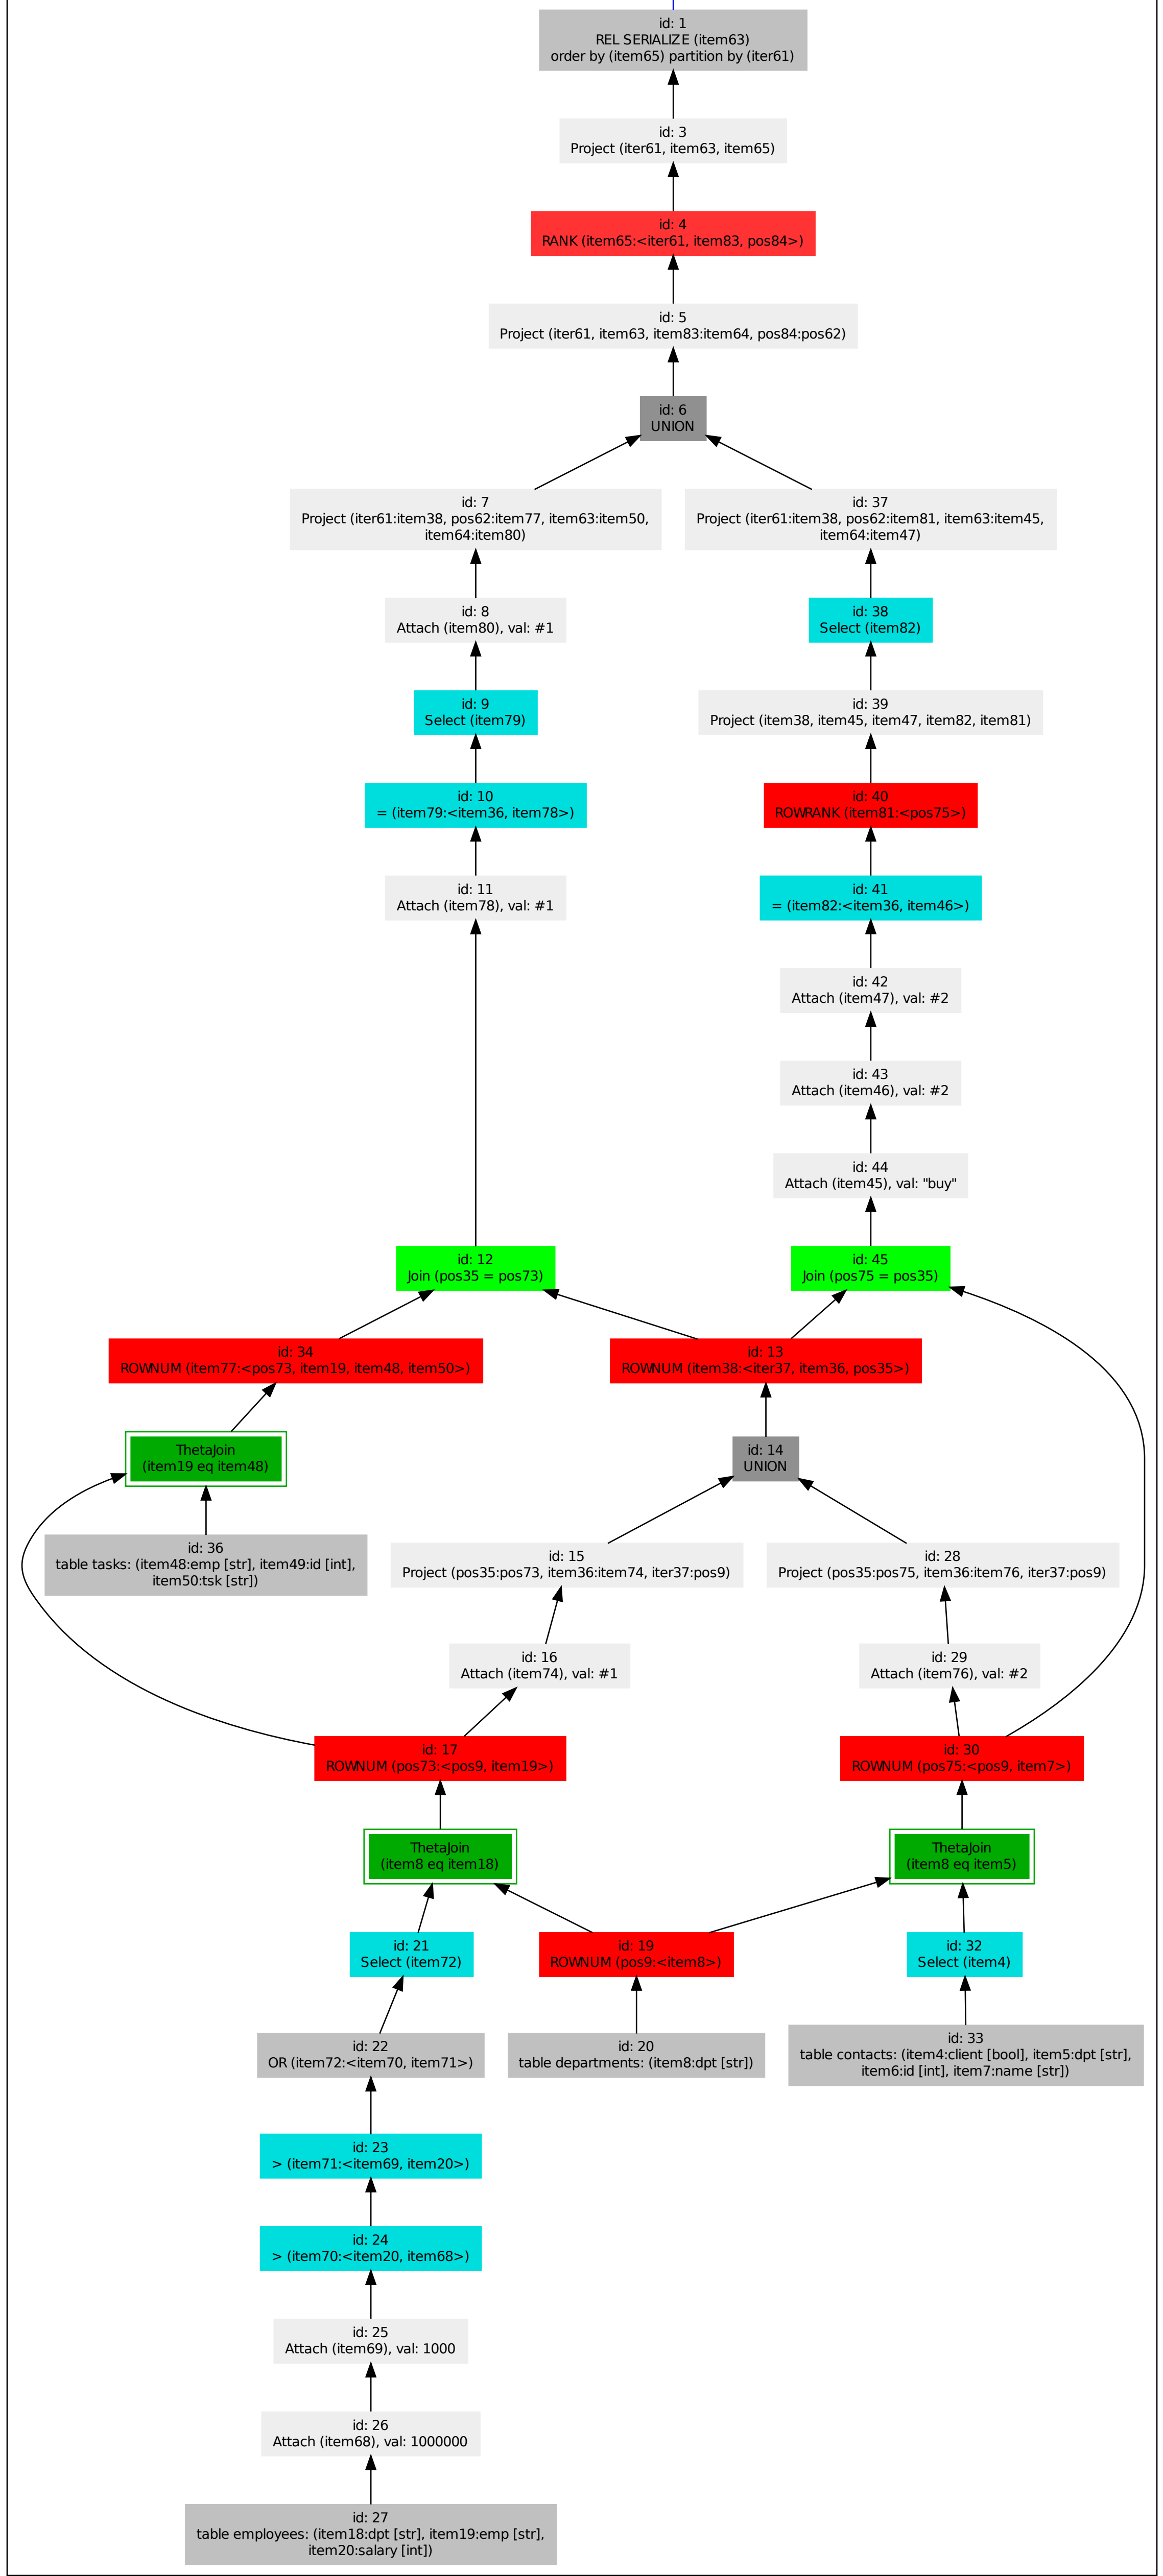 id: 1
REL SERIALIZE (item63)
order by (item65) partition by (iter61)
id: 3
Project (iter61, item63, item65)
id: 4
RANK (item65:<iter61, item83, pos84>)
id: 5
Project (iter61, item63, item83:item64, pos84:pos62)
id: 6
UNION
id: 7
Project (iter61:item38, pos62:item77, item63:item50,
item64:item80)
id: 37
Project (iter61:item38, pos62:item81, item63:item45,
item64:item47)
id: 8
Attach (item80), val: #1
id: 38
Select (item82)
id: 9
Select (item79)
id: 39
Project (item38, item45, item47, item82, item81)
id: 10
= (item79:<item36, item78>)
id: 40
ROWRANK (item81:<pos75>)
id: 11
Attach (item78), val: #1
id: 41
= (item82:<item36, item46>)
id: 42
Attach (item47), val: #2
id: 43
Attach (item46), val: #2
id: 44
Attach (item45), val: "buy"
id: 12
Join (pos35 = pos73)
id: 45
Join (pos75 = pos35)
id: 34
ROWNUM (item77:<pos73, item19, item48, item50>)
id: 13
ROWNUM (item38:<iter37, item36, pos35>)
ThetaJoin
(item19 eq item48)
id: 14
UNION
id: 36
table tasks: (item48:emp [str], item49:id [int],
item50:tsk [str])
id: 15
Project (pos35:pos73, item36:item74, iter37:pos9)
id: 28
Project (pos35:pos75, item36:item76, iter37:pos9)
id: 16
Attach (item74), val: #1
id: 29
Attach (item76), val: #2
id: 17
ROWNUM (pos73:<pos9, item19>)
id: 30
ROWNUM (pos75:<pos9, item7>)
ThetaJoin
(item8 eq item18)
ThetaJoin
(item8 eq item5)
id: 21
Select (item72)
id: 19
ROWNUM (pos9:<item8>)
id: 32
Select (item4)
id: 22
OR (item72:<item70, item71>)
id: 20
table departments: (item8:dpt [str])
id: 33
table contacts: (item4:client [bool], item5:dpt [str],
item6:id [int], item7:name [str])
id: 23
> (item71:<item69, item20>)
id: 24
> (item70:<item20, item68>)
id: 25
Attach (item69), val: 1000
id: 26
Attach (item68), val: 1000000
id: 27
table employees: (item18:dpt [str], item19:emp [str],
item20:salary [int])